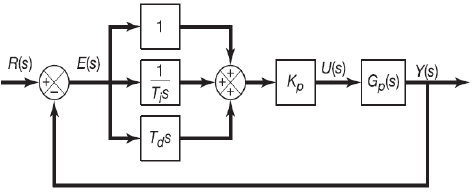 1
R(s)
E(s)
+
−
1
T_i s
+
+
+
K_p
U(s)
G_p(s)
Y(s)
T_d s